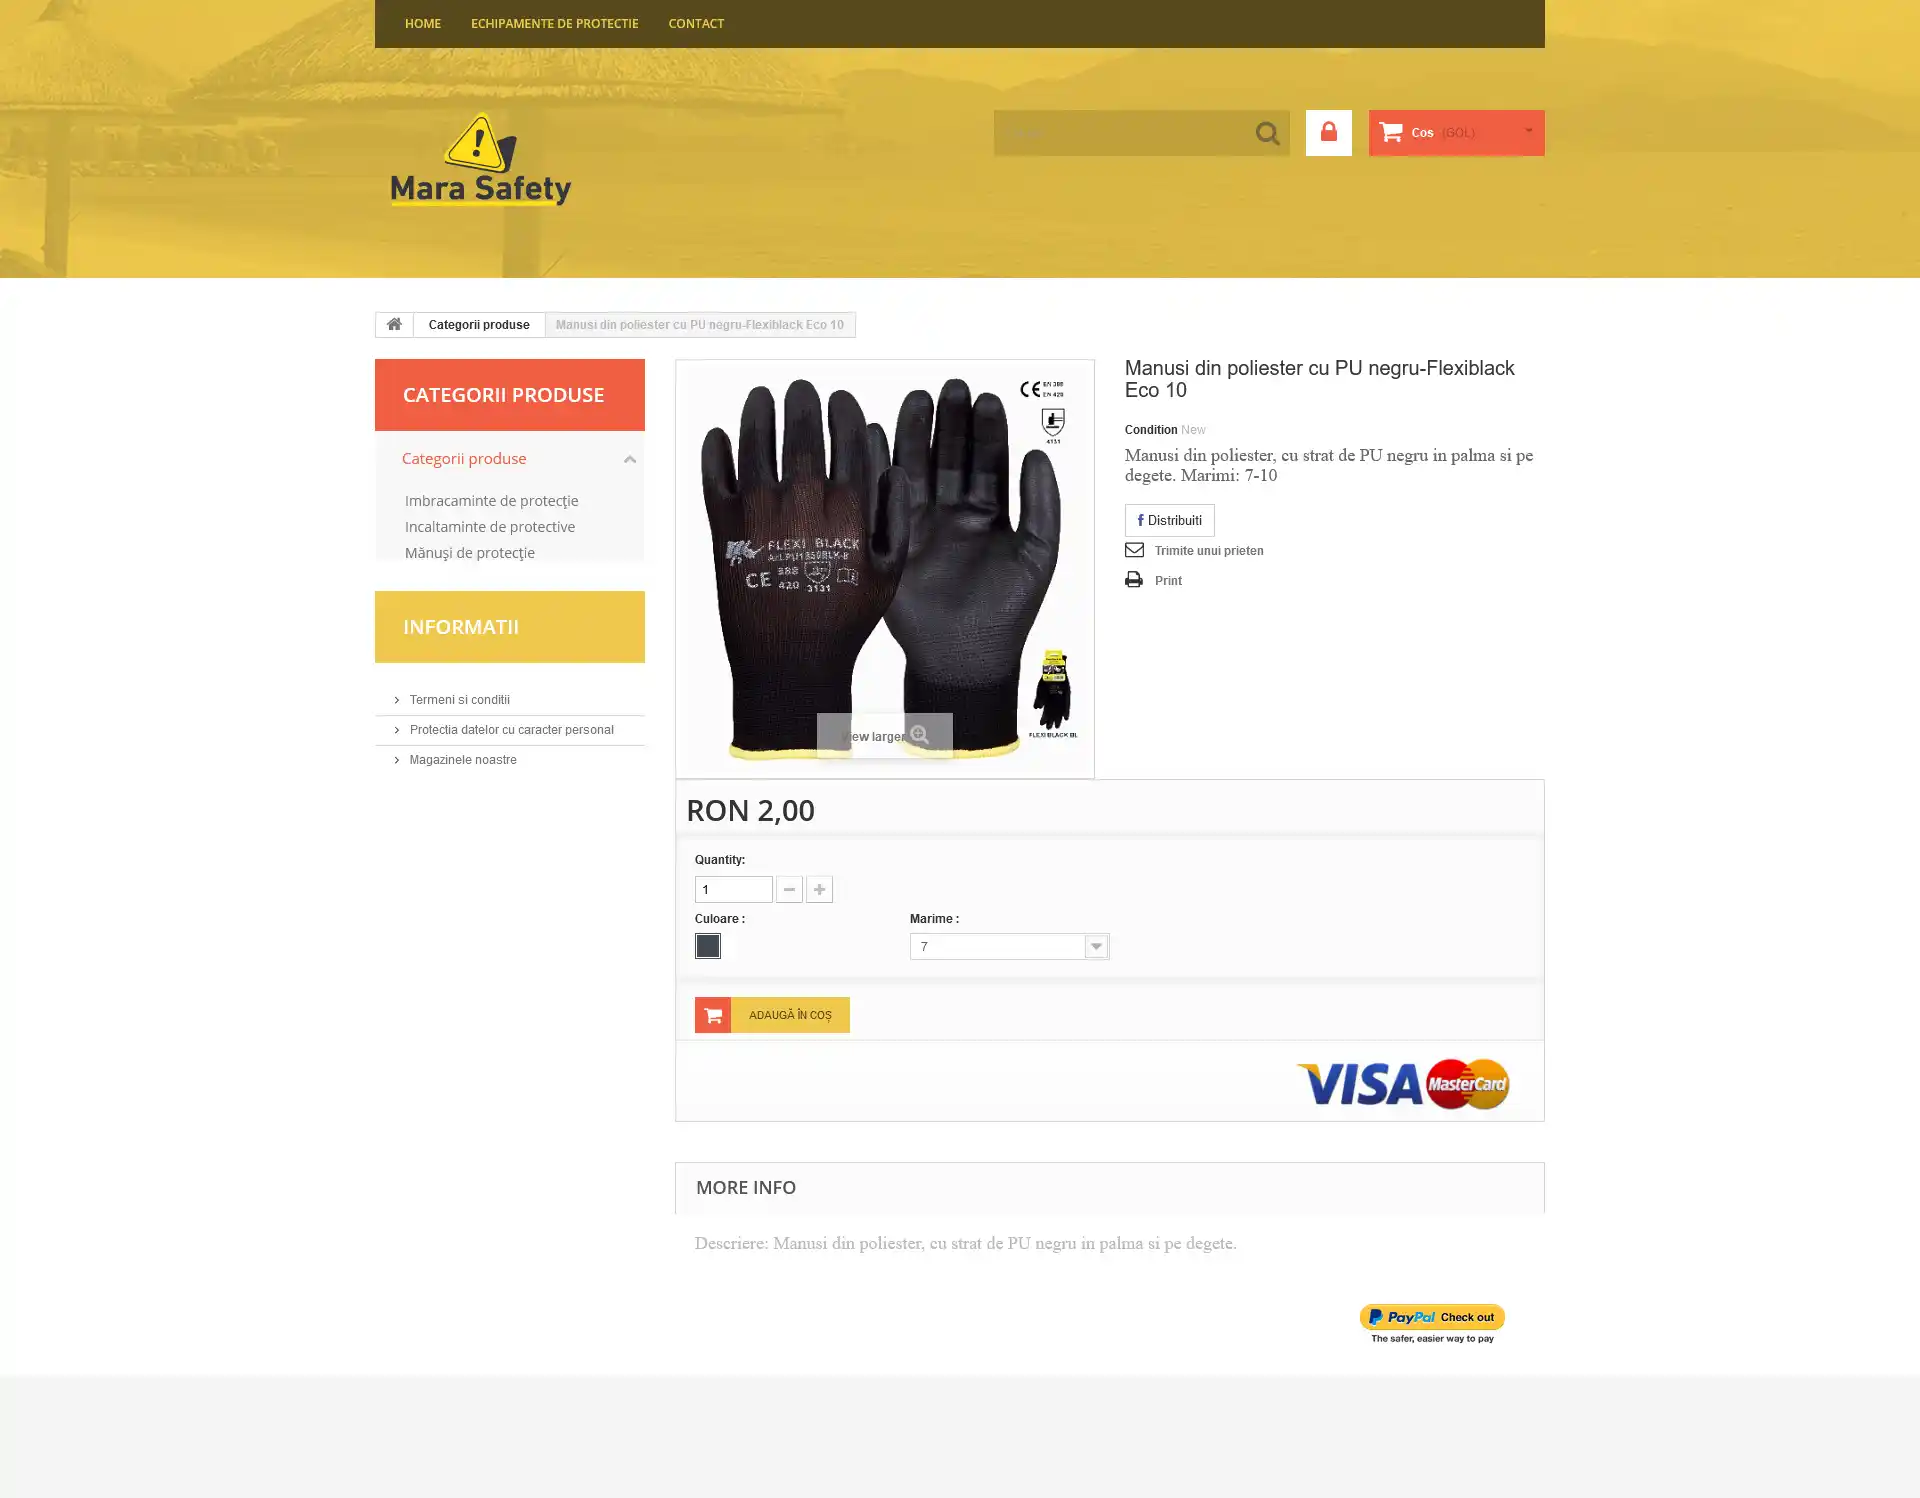 HOME
ECHIPAMENTE DE PROTECTIE
CONTACT
Mara Safety
Cos (GOL)
Categorii produse
Manusi din poliester cu PU negru-Flexiblack Eco 10
CATEGORII PRODUSE
Categorii produse
Imbracaminte de protecţie
Incaltaminte de protective
Mănuşi de protecţie
INFORMATII
Termeni si conditii
Protectia datelor cu caracter personal
Magazinele noastre
CE EN 388
EN 420
4131
FLEXI BLACK
CE 388
420 3131
FLEXI BLACK BL
View larger
Manusi din poliester cu PU negru-Flexiblack
Eco 10
Condition New
Manusi din poliester, cu strat de PU negru in palma si pe
degete. Marimi: 7-10
f Distribuiti
Trimite unui prieten
Print
RON 2,00
Quantity:
1
Culoare :
Marime :
7
ADAUGĂ ÎN COȘ
VISA MasterCard
MORE INFO
Descriere: Manusi din poliester, cu strat de PU negru in palma si pe degete.
PayPal Check out
The safer, easier way to pay